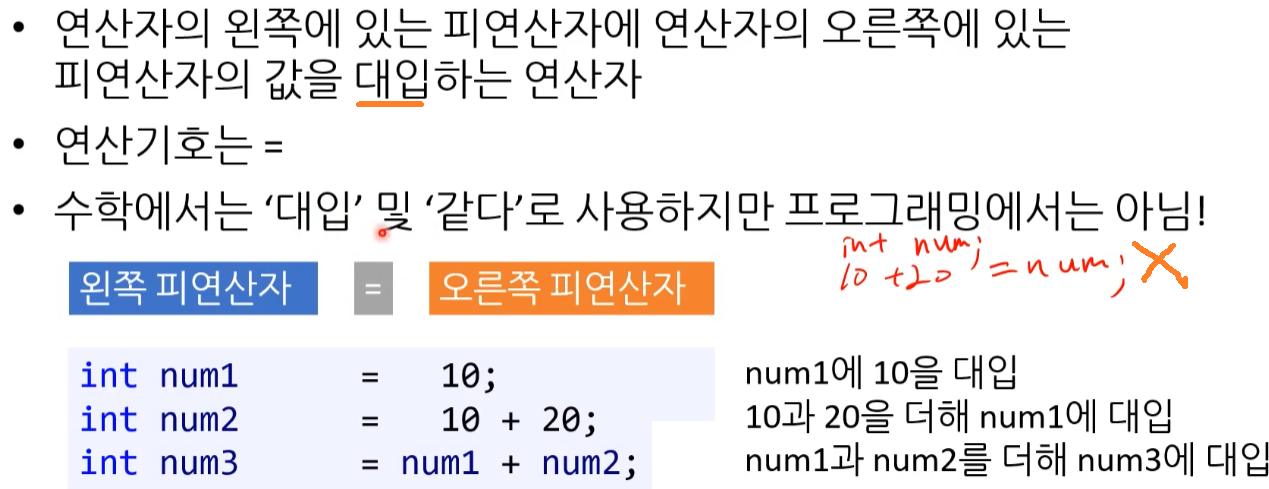 • 연산자의 왼쪽에 있는 피연산자에 연산자의 오른쪽에 있는
피연산자의 값을 대입하는 연산자
• 연산기호는 =
• 수학에서는 ‘대입’ 및 ‘같다’로 사용하지만 프로그래밍에서는 아님!
int num;
10 +20 = num;
왼쪽 피연산자 = 오른쪽 피연산자
int num1 = 10; num1에 10을 대입
int num2 = 10 + 20; 10과 20을 더해 num1에 대입
int num3 = num1 + num2; num1과 num2를 더해 num3에 대입